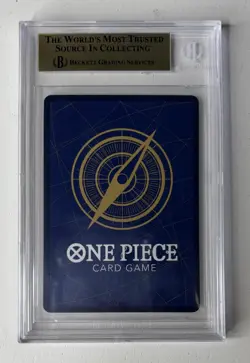 THE WORLD'S MOST TRUSTED
SOURCE IN COLLECTING
B BECKETT GRADING SERVICES
ONE PIECE
CARD GAME